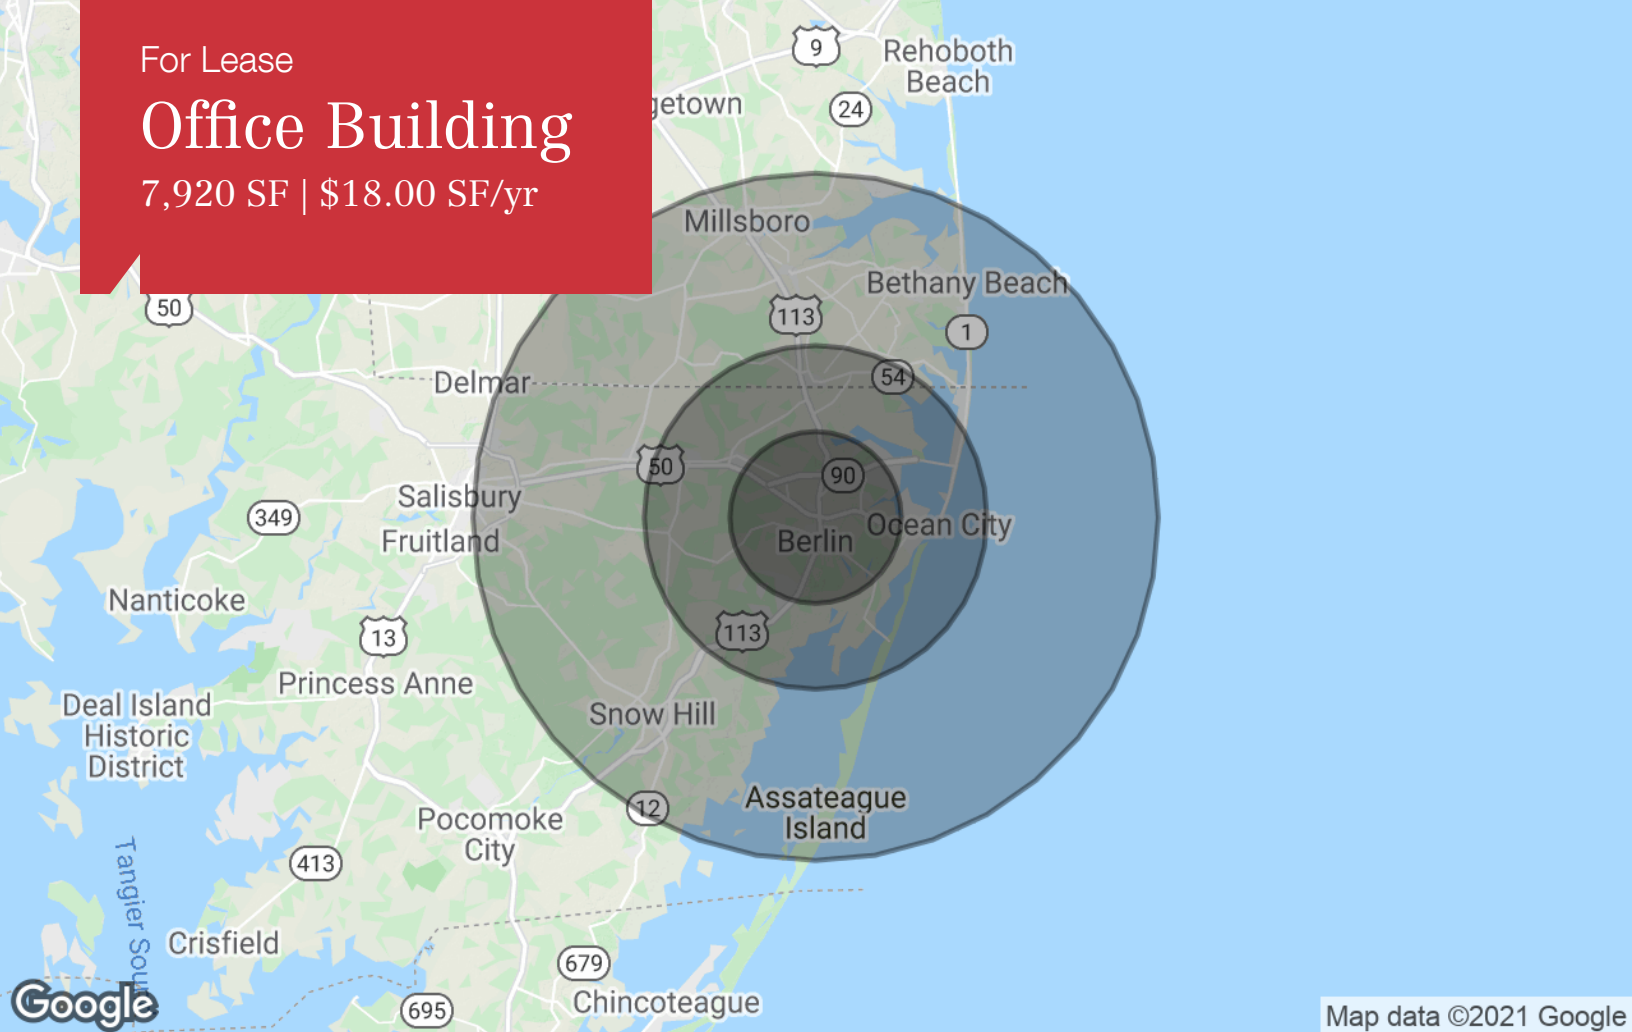 For Lease
Office Building
7,920 SF | $18.00 SF/yr
9
Rehoboth
Beach
getown
24
Millsboro
Bethany Beach
50
113
1
Delmar
54
50
90
Salisbury
349
Ocean City
Fruitland
Berlin
Nanticoke
13
113
Princess Anne
Deal Island
Historic
District
Snow Hill
Assateague
Island
12
Pocomoke
City
413
Tangier Soun
Crisfield
679
Chincoteague
695
Google
Map data ©2021 Google